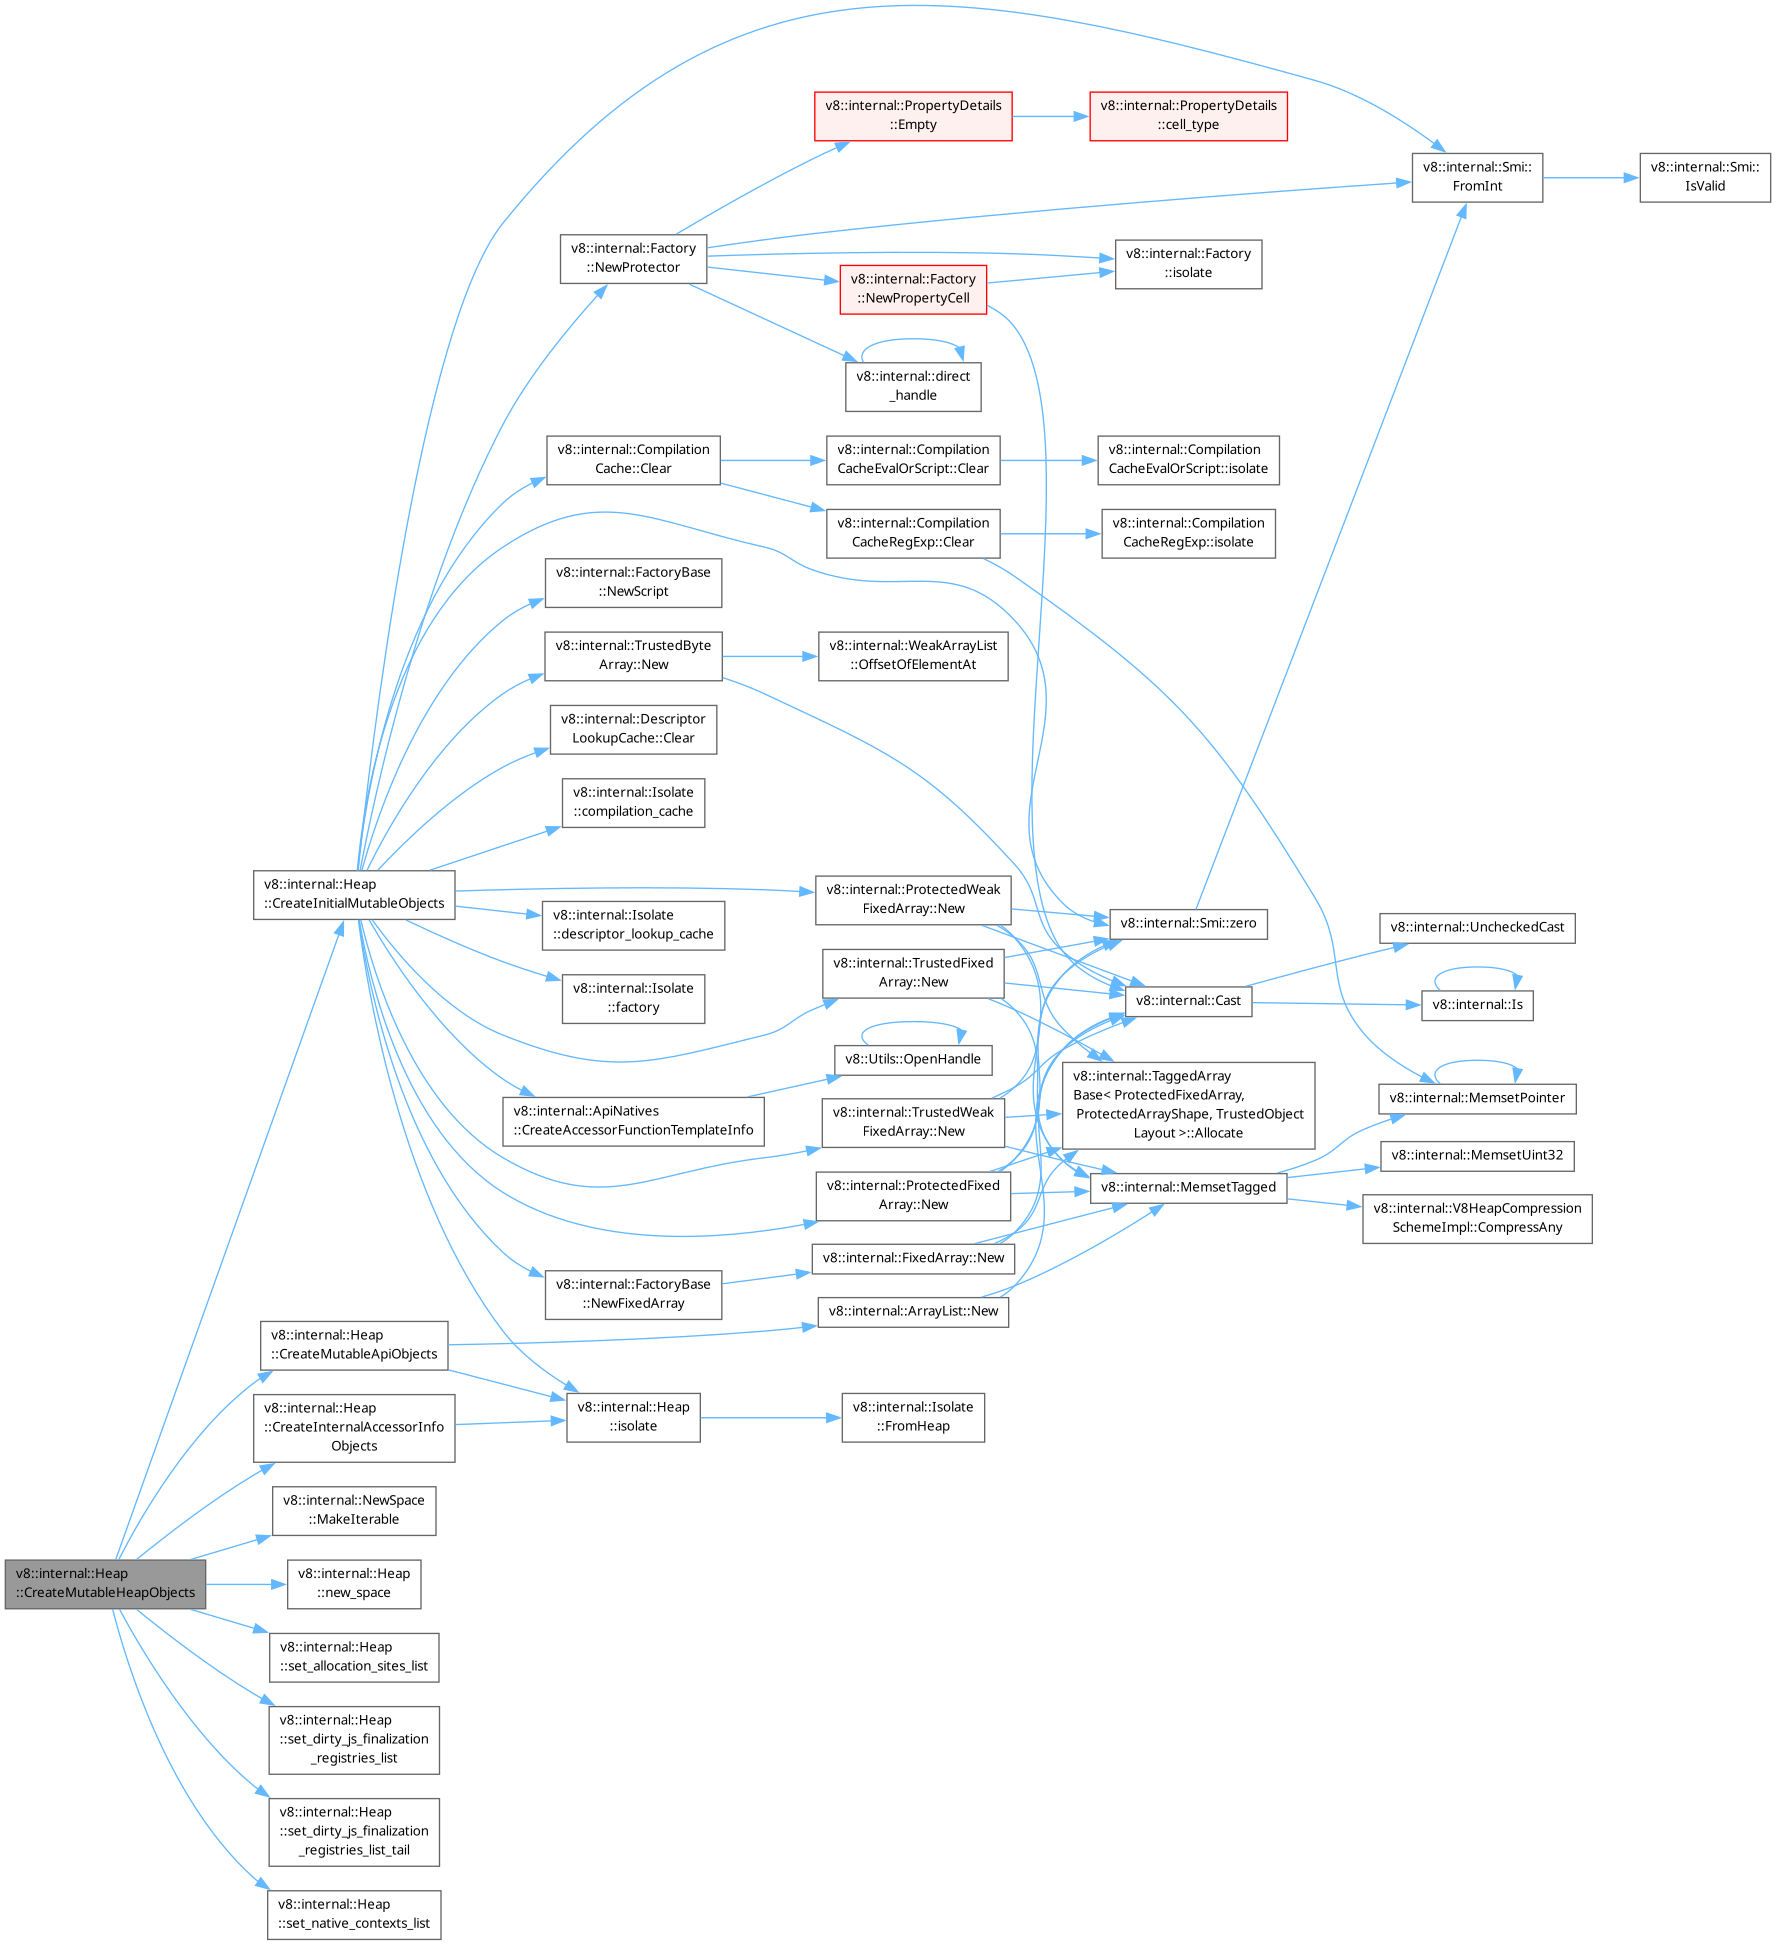 v8::internal::PropertyDetails
::Empty
v8::internal::PropertyDetails
::cell_type
v8::internal::Smi::
FromInt
v8::internal::Smi::
IsValid
v8::internal::Factory
::NewProtector
v8::internal::Factory
::isolate
v8::internal::Factory
::NewPropertyCell
v8::internal::direct
_handle
v8::internal::Compilation
Cache::Clear
v8::internal::Compilation
CacheEvalOrScript::Clear
v8::internal::Compilation
CacheEvalOrScript::isolate
v8::internal::Compilation
CacheRegExp::Clear
v8::internal::Compilation
CacheRegExp::isolate
v8::internal::FactoryBase
::NewScript
v8::internal::TrustedByte
Array::New
v8::internal::WeakArrayList
::OffsetOfElementAt
v8::internal::Descriptor
LookupCache::Clear
v8::internal::Isolate
::compilation_cache
v8::internal::Heap
::CreateInitialMutableObjects
v8::internal::ProtectedWeak
FixedArray::New
v8::internal::Isolate
::descriptor_lookup_cache
v8::internal::Smi::zero
v8::internal::UncheckedCast
v8::internal::TrustedFixed
Array::New
v8::internal::Isolate
::factory
v8::internal::Cast
v8::internal::Is
v8::Utils::OpenHandle
v8::internal::TaggedArray
Base< ProtectedFixedArray,
ProtectedArrayShape, TrustedObject
Layout >::Allocate
v8::internal::MemsetPointer
v8::internal::ApiNatives
::CreateAccessorFunctionTemplateInfo
v8::internal::TrustedWeak
FixedArray::New
v8::internal::MemsetUint32
v8::internal::ProtectedFixed
Array::New
v8::internal::MemsetTagged
v8::internal::V8HeapCompression
SchemeImpl::CompressAny
v8::internal::FixedArray::New
v8::internal::FactoryBase
::NewFixedArray
v8::internal::ArrayList::New
v8::internal::Heap
::CreateMutableApiObjects
v8::internal::Heap
::isolate
v8::internal::Isolate
::FromHeap
v8::internal::Heap
::CreateInternalAccessorInfo
Objects
v8::internal::NewSpace
::MakeIterable
v8::internal::Heap
::CreateMutableHeapObjects
v8::internal::Heap
::new_space
v8::internal::Heap
::set_allocation_sites_list
v8::internal::Heap
::set_dirty_js_finalization
_registries_list
v8::internal::Heap
::set_dirty_js_finalization
_registries_list_tail
v8::internal::Heap
::set_native_contexts_list